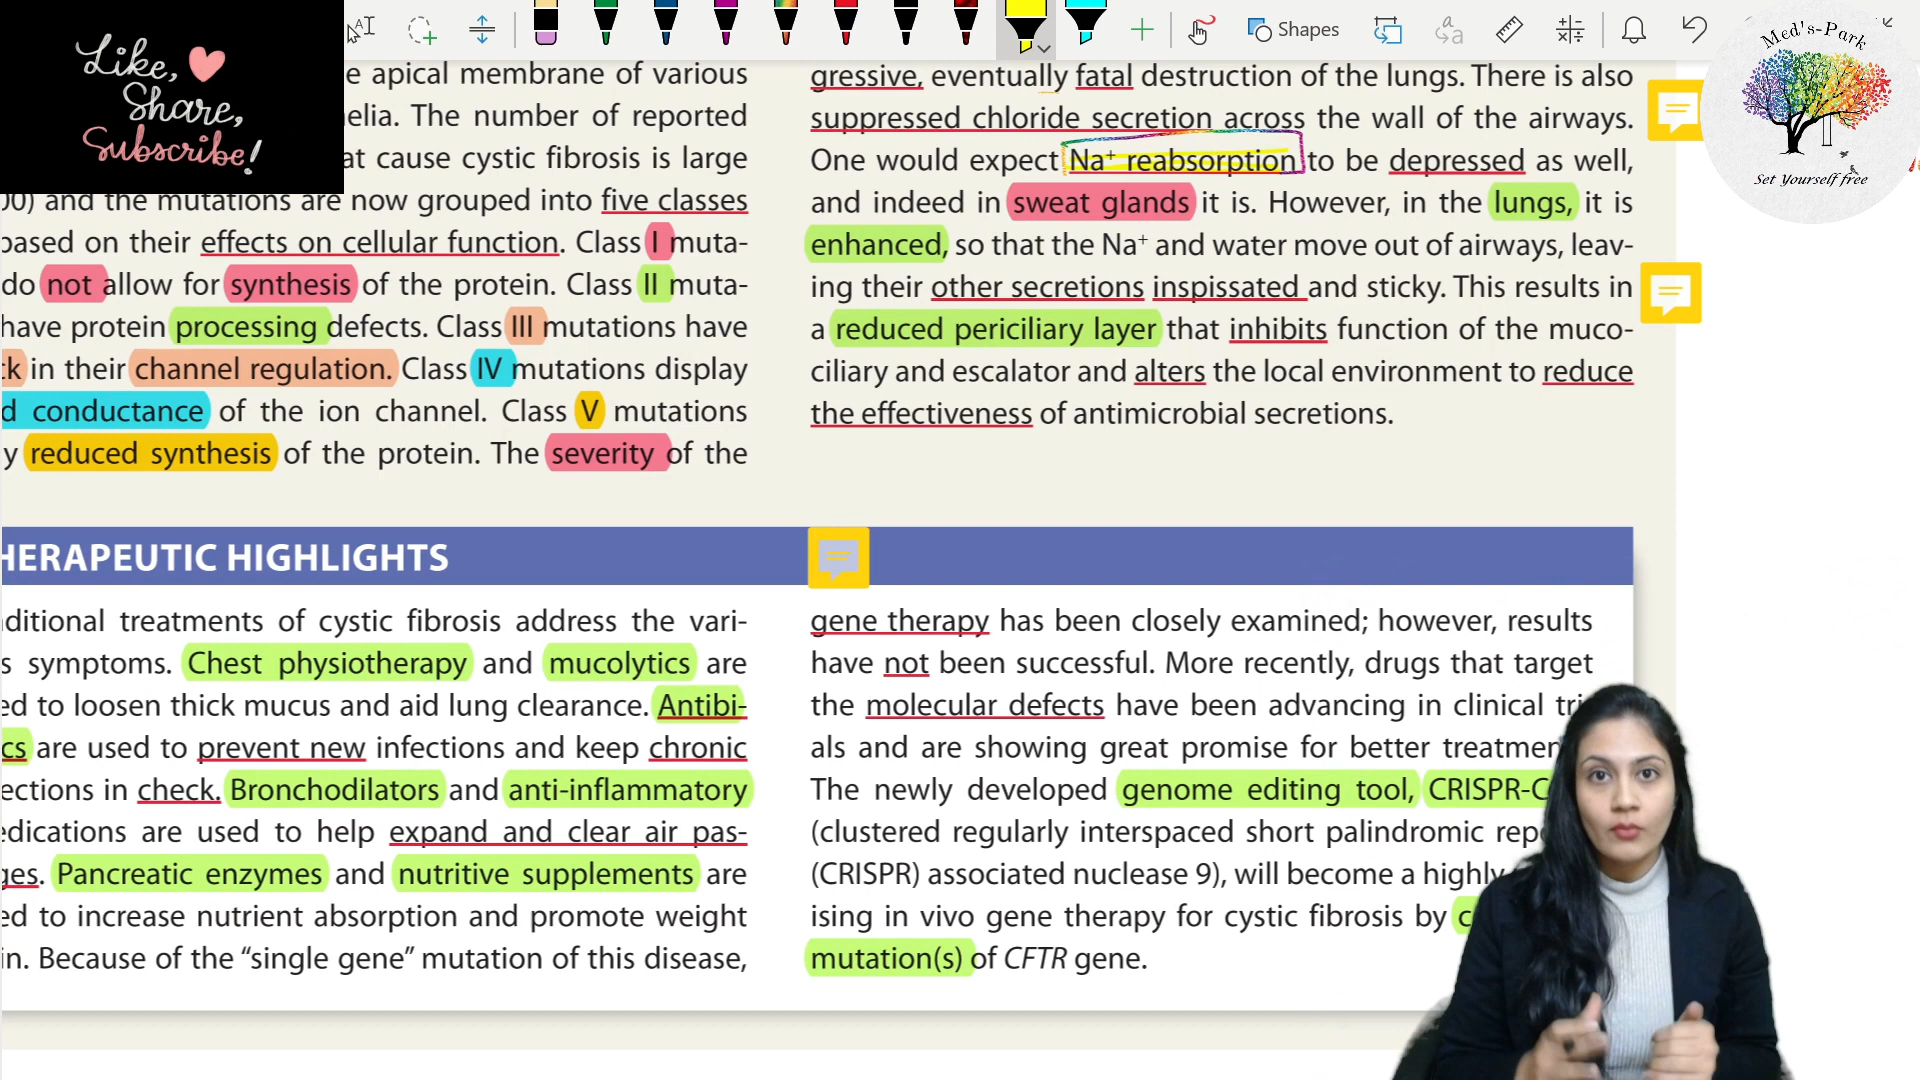 Like,
Share,
Subscribe!
Shapes
Med's-Park
Set Yourself free
e apical membrane of various
elia. The number of reported
at cause cystic fibrosis is large
00) and the mutations are now grouped into five classes
based on their effects on cellular function. Class I muta-
do not allow for synthesis of the protein. Class II muta-
have protein processing defects. Class III mutations have
ck in their channel regulation. Class IV mutations display
d conductance of the ion channel. Class V mutations
y reduced synthesis of the protein. The severity of the
gressive, eventually fatal destruction of the lungs. There is also
suppressed chloride secretion across the wall of the airways.
One would expect Na⁺ reabsorption to be depressed as well,
and indeed in sweat glands it is. However, in the lungs, it is
enhanced, so that the Na⁺ and water move out of airways, leav-
ing their other secretions inspissated and sticky. This results in
a reduced periciliary layer that inhibits function of the muco-
ciliary and escalator and alters the local environment to reduce
the effectiveness of antimicrobial secretions.
HERAPEUTIC HIGHLIGHTS
ditional treatments of cystic fibrosis address the vari-
s symptoms. Chest physiotherapy and mucolytics are
ed to loosen thick mucus and aid lung clearance. Antibi-
cs are used to prevent new infections and keep chronic
ections in check. Bronchodilators and anti-inflammatory
edications are used to help expand and clear air pas-
ges. Pancreatic enzymes and nutritive supplements are
ed to increase nutrient absorption and promote weight
in. Because of the “single gene” mutation of this disease,
gene therapy has been closely examined; however, results
have not been successful. More recently, drugs that target
the molecular defects have been advancing in clinical tri
als and are showing great promise for better treatmen
The newly developed genome editing tool, CRISPR-C
(clustered regularly interspaced short palindromic rep
(CRISPR) associated nuclease 9), will become a highly
ising in vivo gene therapy for cystic fibrosis by c
mutation(s) of CFTR gene.